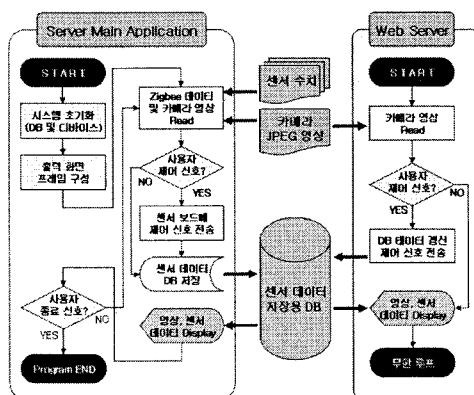 Server Main Application
START
시스템 초기화
(DB 및 디바이스)
출력 화면
프레임 구성
사용자
종료 신호?
NO
YES
Program END
Zigbee 데이터
및 카메라 영상
Read
사용자
제어 신호?
NO
YES
센서 보드에
제어 신호 전송
센서 데이터
DB 저장
영상, 센서
데이터 Display
센서 수치
카메라
JPEG 영상
센서 데이터
저장용 DB
Web Server
START
카메라 영상
Read
사용자
제어 신호?
NO
YES
DB 데이터 갱신
제어 신호 전송
영상, 센서
데이터 Display
무한 루프